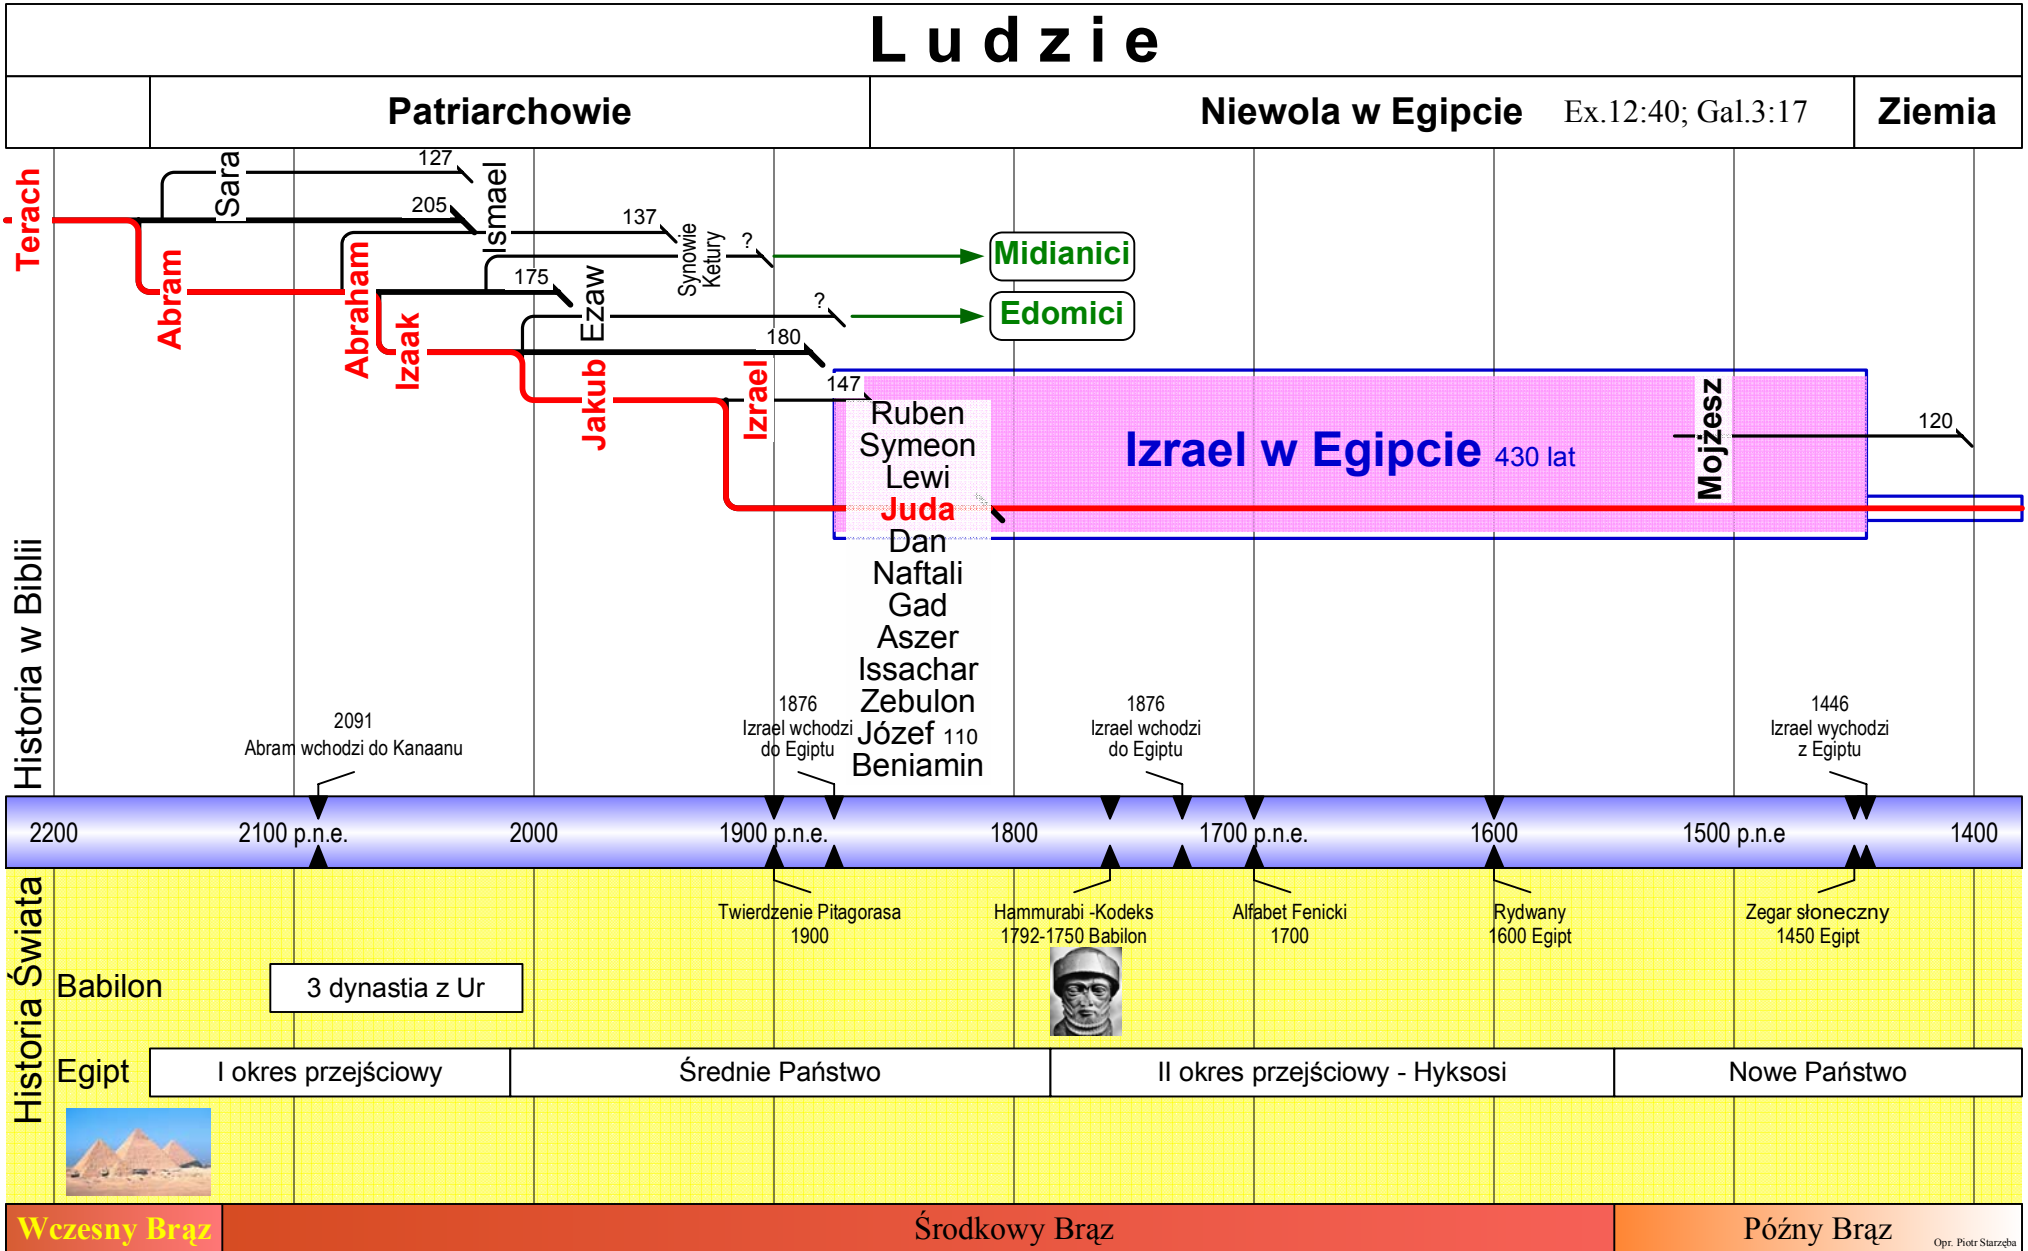 Ludzie
Patriarchowie
Niewola w Egipcie Ex.12:40; Gal.3:17
Ziemia
Terach
Sara
127
205
Ismael
137
Synowie
Ketury
?
Midianici
Abram
Abraham
175
Ezaw
?
Edomici
Izaak
180
Jakub
Izrael
147
Ruben
Symeon
Lewi
Juda
Dan
Naftali
Gad
Aszer
Issachar
Zebulon
Józef 110
Beniamin
Izrael w Egipcie 430 lat
Mojżesz
120
Historia w Biblii
2091
Abram wchodzi do Kanaanu
1876
Izrael wchodzi
do Egiptu
1876
Izrael wchodzi
do Egiptu
1446
Izrael wychodzi
z Egiptu
2200
2100 p.n.e.
2000
1900 p.n.e.
1800
1700 p.n.e.
1600
1500 p.n.e
1400
Historia Świata
Twierdzenie Pitagorasa
1900
Hammurabi -Kodeks
1792-1750 Babilon
Alfabet Fenicki
1700
Rydwany
1600 Egipt
Zegar słoneczny
1450 Egipt
Babilon
3 dynastia z Ur
Egipt
I okres przejściowy
Średnie Państwo
II okres przejściowy - Hyksosi
Nowe Państwo
Wczesny Brąz
Środkowy Brąz
Późny Brąz
Opr. Piotr Starzęba